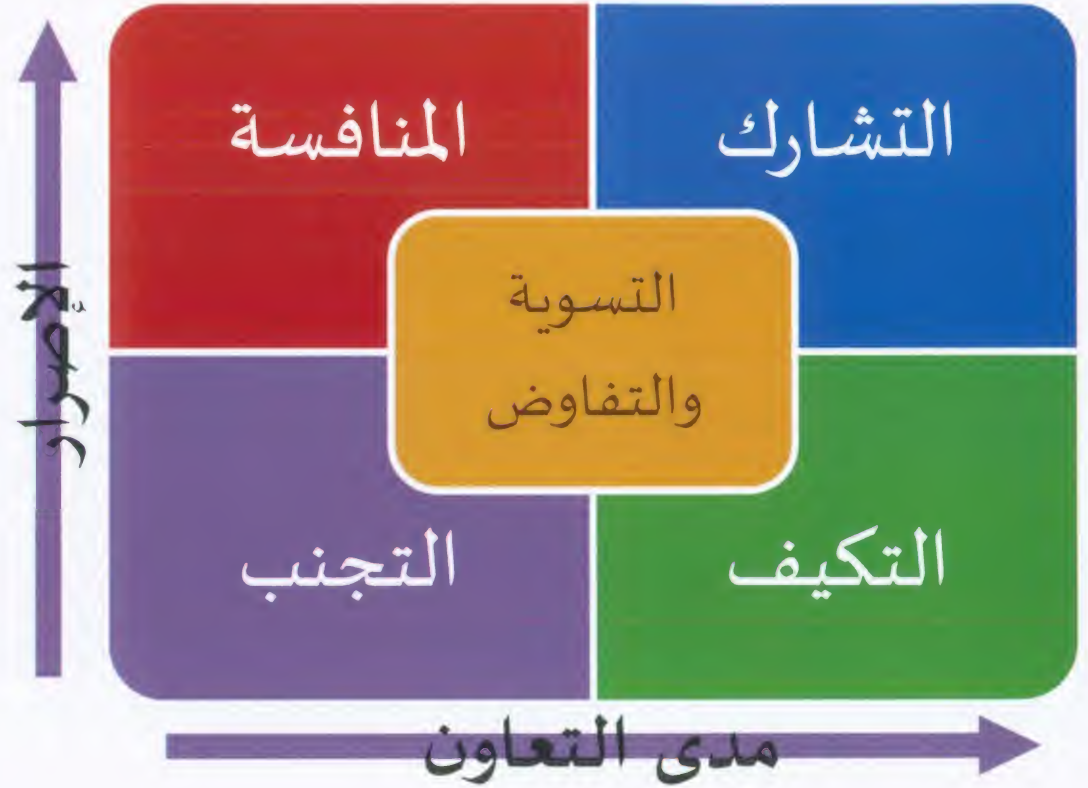 التشارك
المنافسة
التسوية
والتفاوض
التكيف
التجنب
الإصرار
مدى التعاون